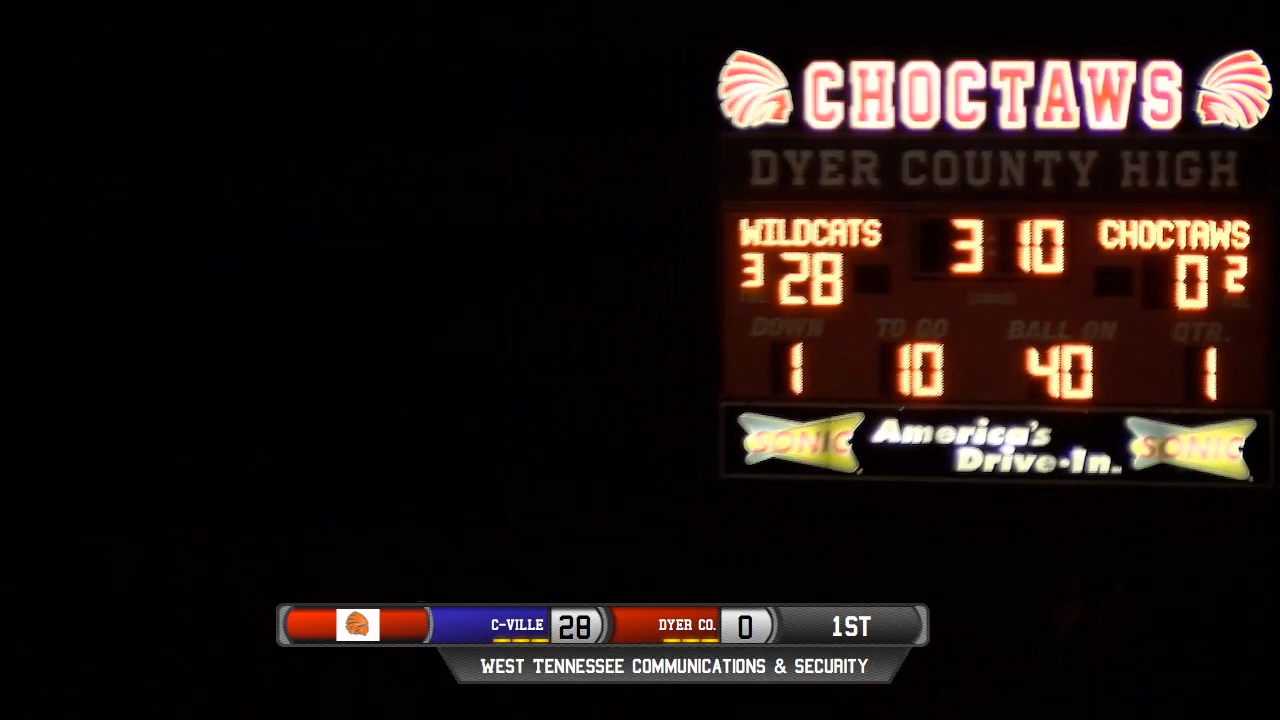 CHOCTAWS
DYER COUNTY HIGH
WILDCATS 3 10 CHOCTAWS
3 28 0 2
DOWN TO GO BALL ON QTR.
1 10 40 1
SONIC America's SONIC
Drive-In.
C-VILLE 28 DYER CO. 0 1ST
WEST TENNESSEE COMMUNICATIONS & SECURITY